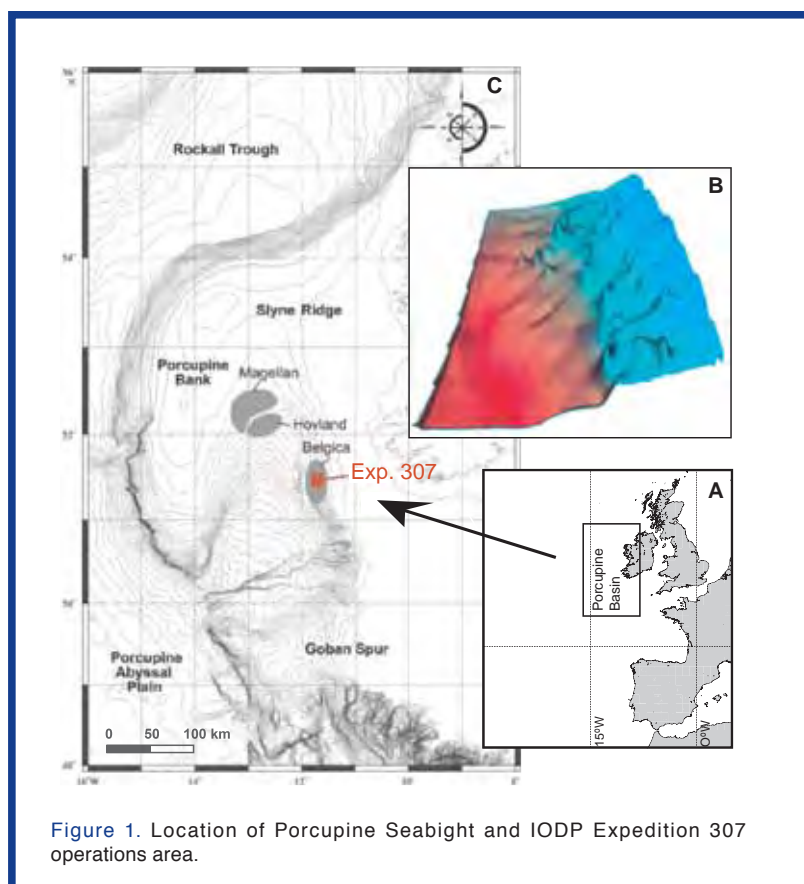 C
Rockall Trough
B
Slyne Ridge
Porcupine
Bank
Magellan
Hovland
Belgica
Exp. 307
A
Porcupine
Basin
15°W
0°W
Goban Spur
Porcupine
Abyssal
Plain
0 50 100 km
Figure 1. Location of Porcupine Seabight and IODP Expedition 307
operations area.